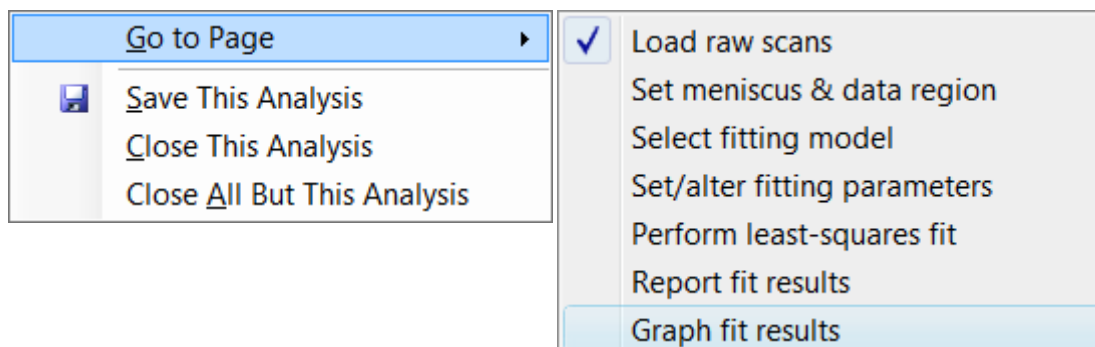 Go to Page
Save This Analysis
Close This Analysis
Close All But This Analysis
Load raw scans
Set meniscus & data region
Select fitting model
Set/alter fitting parameters
Perform least-squares fit
Report fit results
Graph fit results